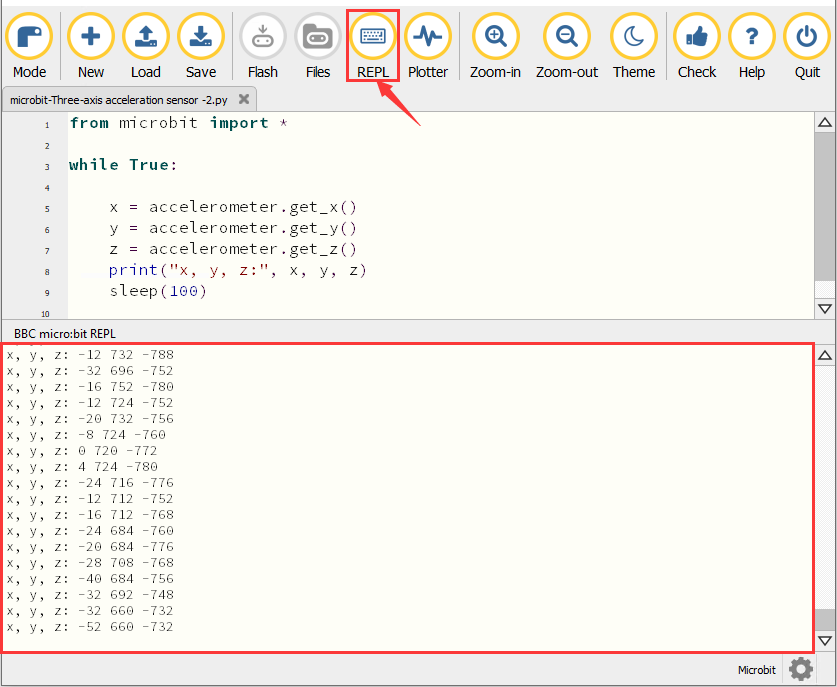 Mode New Load Save Flash Files REPL Plotter Zoom-in Zoom-out Theme Check Help Quit
microbit-Three-axis acceleration sensor -2.py
1 from microbit import *
2
3 while True:
4
5 x = accelerometer.get_x()
6 y = accelerometer.get_y()
7 z = accelerometer.get_z()
8 print("x, y, z:", x, y, z)
9 sleep(100)
10
BBC micro:bit REPL
x, y, z: -12 732 -788
x, y, z: -32 696 -752
x, y, z: -16 752 -780
x, y, z: -12 724 -752
x, y, z: -20 732 -756
x, y, z: -8 724 -760
x, y, z: 0 720 -772
x, y, z: 4 724 -780
x, y, z: -24 716 -776
x, y, z: -12 712 -752
x, y, z: -16 712 -768
x, y, z: -24 684 -760
x, y, z: -20 684 -776
x, y, z: -28 708 -768
x, y, z: -40 684 -756
x, y, z: -32 692 -748
x, y, z: -32 660 -732
x, y, z: -52 660 -732
Microbit